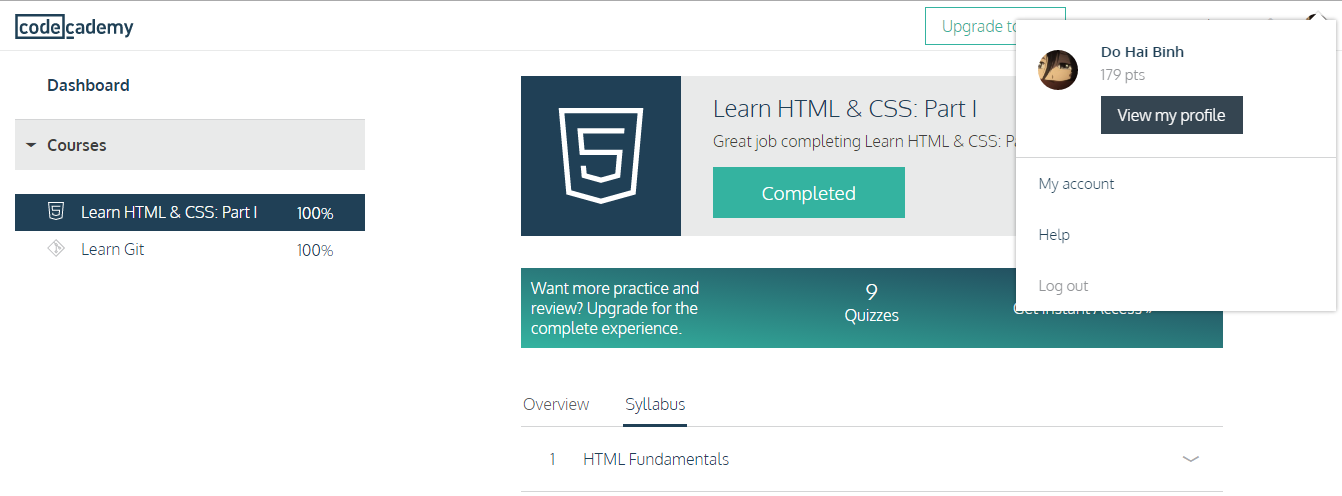 codecademy
Upgrade to
Do Hai Binh
179 pts
View my profile
My account
Help
Log out
Dashboard
Courses
Learn HTML & CSS: Part I 100%
Learn Git 100%
Learn HTML & CSS: Part I
Great job completing Learn HTML & CSS:
Completed
Want more practice and
review? Upgrade for the
complete experience.
9
Quizzes
Get Instant Access »
Overview Syllabus
1 HTML Fundamentals